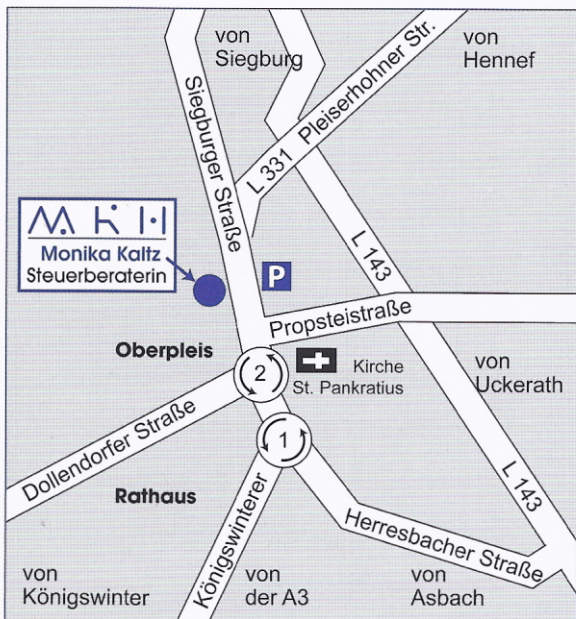 von
Siegburg
von
Hennef
Siegburger Straße
L 331 Pleiserhohner Str.
MKH
Monika Kaltz
Steuerberaterin
P
L 143
Propsteistraße
Oberpleis
2
Kirche
St. Pankratius
von
Uckerath
Dollendorfer Straße
1
Rathaus
L 143
Königswinterer
Herresbacher Straße
von
Königswinter
von
der A3
von
Asbach